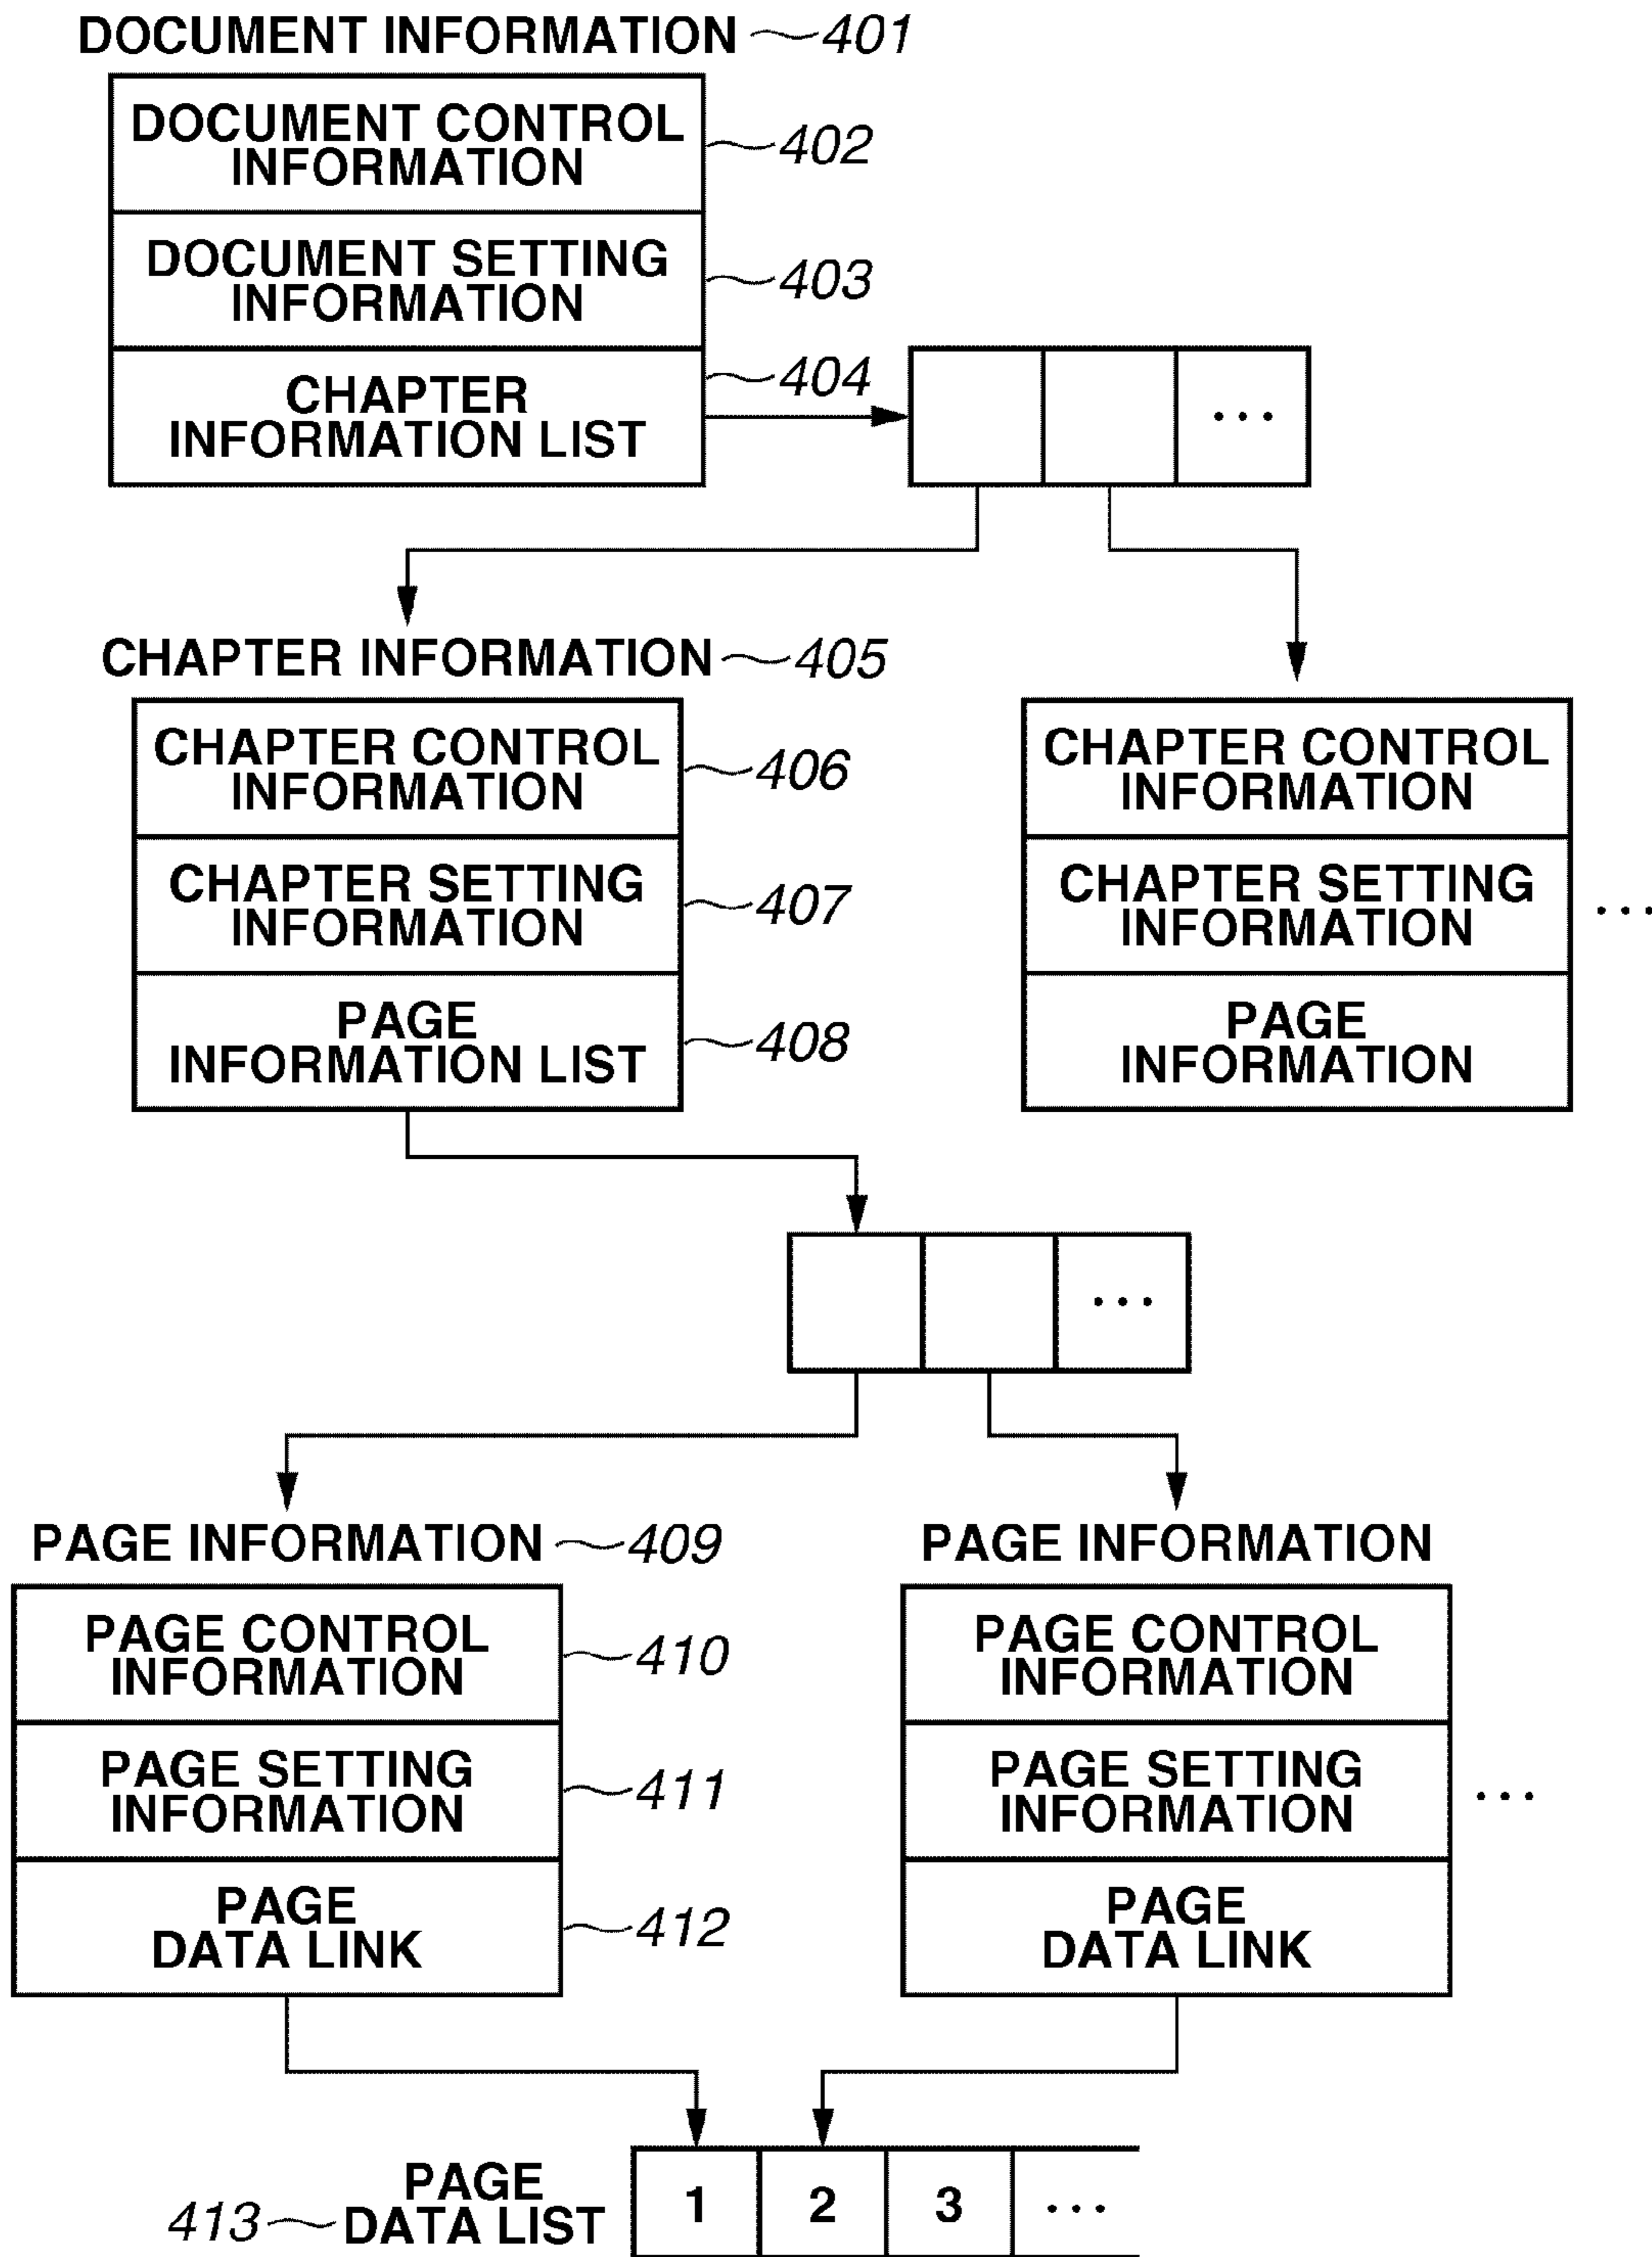 DOCUMENT INFORMATION 401
DOCUMENT CONTROL
INFORMATION
402
DOCUMENT SETTING
INFORMATION
403
CHAPTER
INFORMATION LIST
404
...
CHAPTER INFORMATION 405
CHAPTER CONTROL
INFORMATION
406
CHAPTER SETTING
INFORMATION
407
PAGE
INFORMATION LIST
408
CHAPTER CONTROL
INFORMATION
CHAPTER SETTING
INFORMATION
...
PAGE
INFORMATION
...
PAGE INFORMATION 409
PAGE CONTROL
INFORMATION
410
PAGE SETTING
INFORMATION
411
PAGE
DATA LINK
412
PAGE INFORMATION
PAGE CONTROL
INFORMATION
PAGE SETTING
INFORMATION
...
PAGE
DATA LINK
413 PAGE
DATA LIST
1 2 3 ...